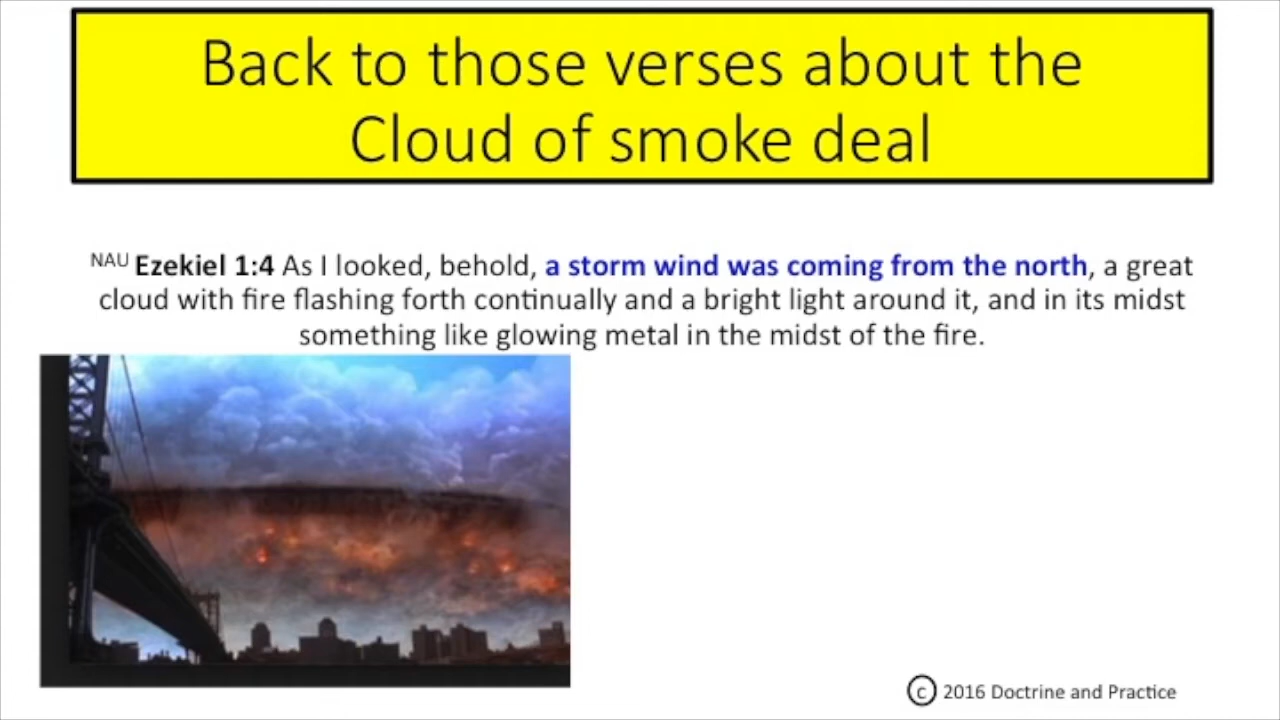 Back to those verses about the
Cloud of smoke deal
NAU Ezekiel 1:4 As I looked, behold, a storm wind was coming from the north, a great
cloud with fire flashing forth continually and a bright light around it, and in its midst
something like glowing metal in the midst of the fire.
© 2016 Doctrine and Practice